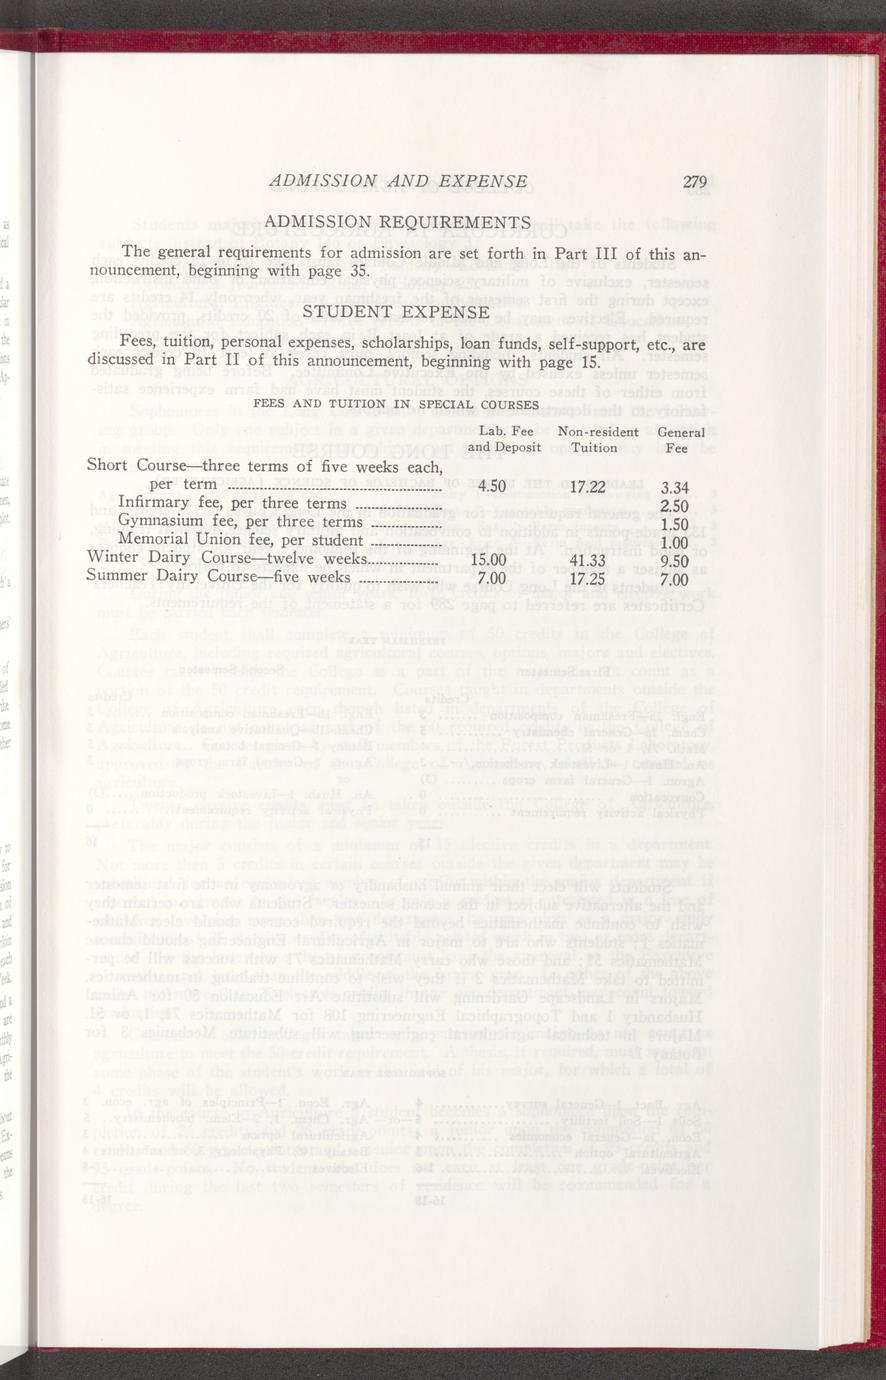 ADMISSION AND EXPENSE 279
ADMISSION REQUIREMENTS
The general requirements for admission are set forth in Part III of this an-
nouncement, beginning with page 35.
STUDENT EXPENSE
Fees, tuition, personal expenses, scholarships, loan funds, self-support, etc., are
discussed in Part II of this announcement, beginning with page 15.
FEES AND TUITION IN SPECIAL COURSES
Lab. Fee Non-resident General
and Deposit Tuition Fee
Short Course—three terms of five weeks each,
per term 4.50 17.22 3.34
Infirmary fee, per three terms 2.50
Gymnasium fee, per three terms 1.50
Memorial Union fee, per student 1.00
Winter Dairy Course—twelve weeks 15.00 41.33 9.50
Summer Dairy Course—five weeks 7.00 17.25 7.00